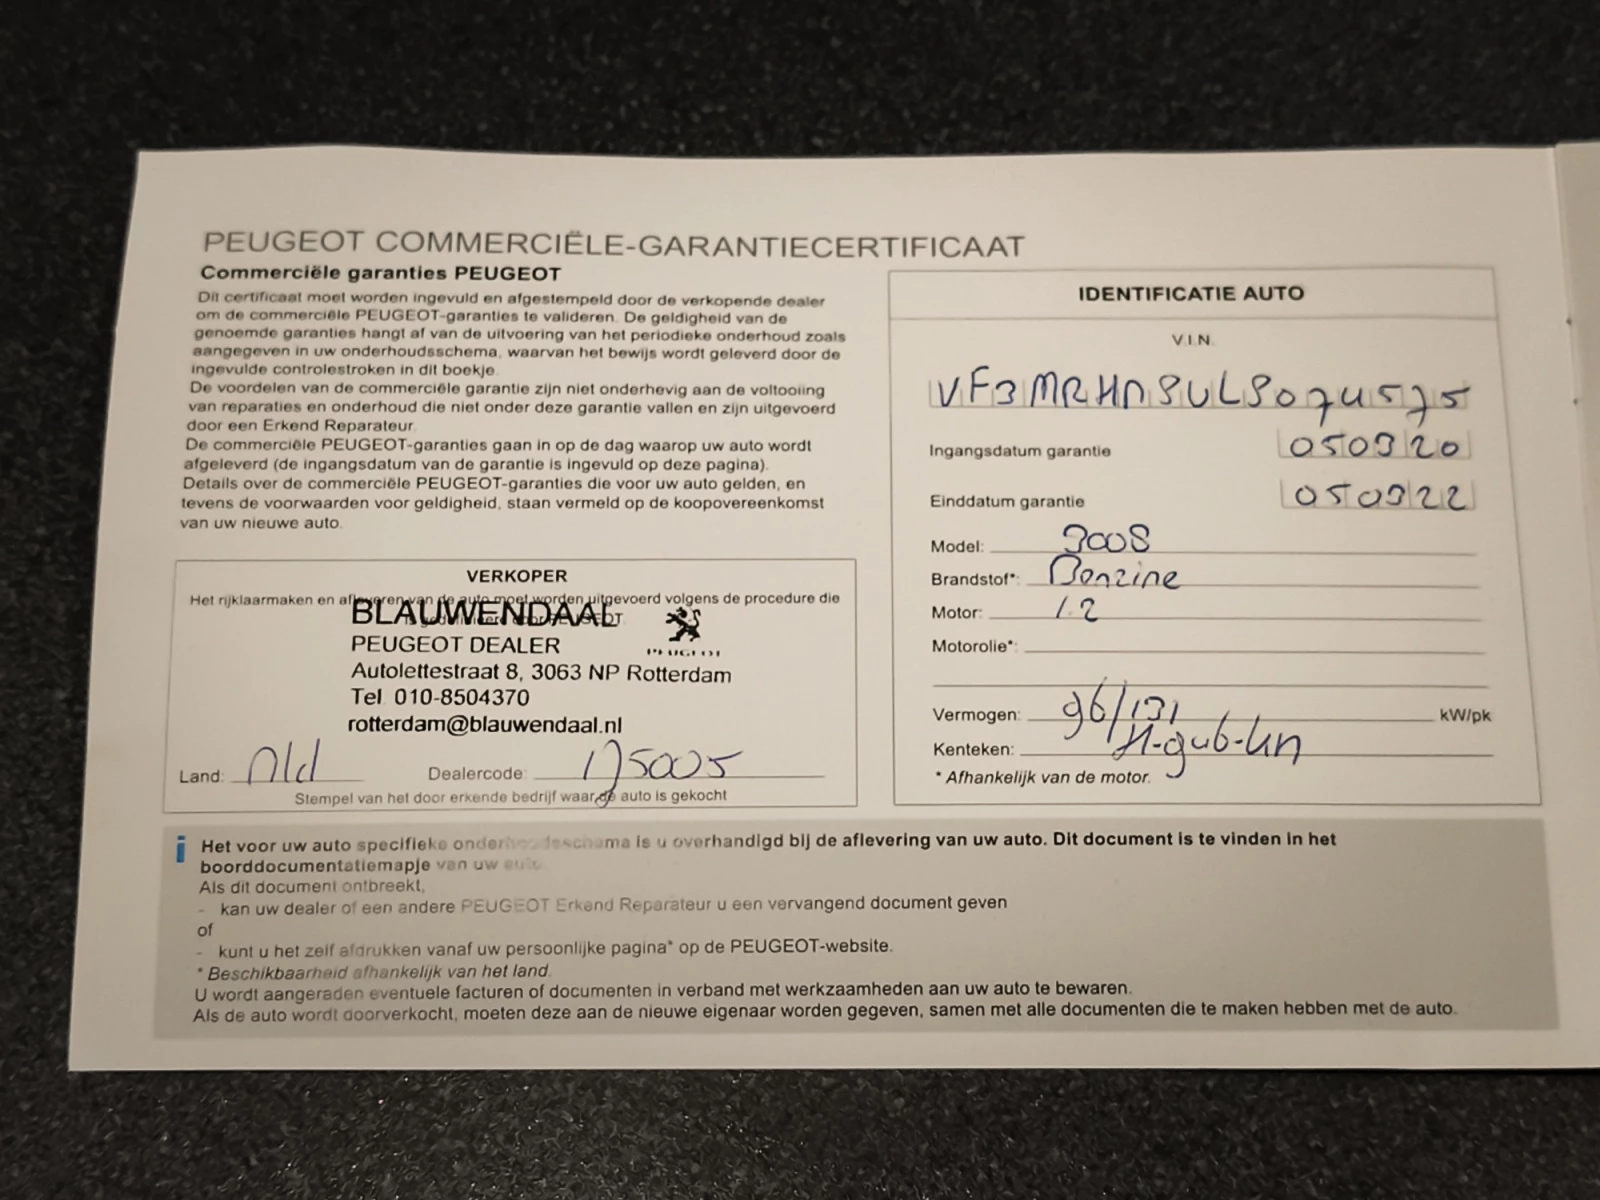 PEUGEOT COMMERCIËLE-GARANTIECERTIFICAAT
Commerciële garanties PEUGEOT
Dit certificaat moet worden ingevuld en afgestempeld door de verkopende dealer
om de commerciële PEUGEOT-garanties te valideren. De geldigheid van de
genoemde garanties hangt af van de uitvoering van het periodieke onderhoud zoals
aangegeven in uw onderhoudsschema, waarvan het bewijs wordt geleverd door de
ingevulde controlestroken in dit boekje.
De voordelen van de commerciële garantie zijn niet onderhevig aan de voltooiing
van reparaties en onderhoud die niet onder deze garantie vallen en zijn uitgevoerd
door een Erkend Reparateur.
De commerciële PEUGEOT-garanties gaan in op de dag waarop uw auto wordt
afgeleverd (de ingangsdatum van de garantie is ingevuld op deze pagina).
Details over de commerciële PEUGEOT-garanties die voor uw auto gelden, en
tevens de voorwaarden voor geldigheid, staan vermeld op de koopovereenkomst
van uw nieuwe auto.
VERKOPER
Het rijklaarmaken en afleveren van de auto moet worden uitgevoerd volgens de procedure die
is gedefinieerd door PEUGEOT.
BLAUWENDAAL
PEUGEOT
PEUGEOT DEALER
Autolettestraat 8, 3063 NP Rotterdam
Tel 010-8504370
rotterdam@blauwendaal.nl
Land: Nld Dealercode: 175005
Stempel van het door erkende bedrijf waar de auto is gekocht
IDENTIFICATIE AUTO
V.I.N.
VF3MRHNSULS074575
Ingangsdatum garantie 050320
Einddatum garantie 050322
Model: 3008
Brandstof*: Benzine
Motor: 1.2
Motorolie*:
Vermogen: 96/131 kW/pk
Kenteken:
* Afhankelijk van de motor.
i
Het voor uw auto specifieke onderhoudsschema is u overhandigd bij de aflevering van uw auto. Dit document is te vinden in het
boorddocumentatiemapje van uw auto.
Als dit document ontbreekt,
- kan uw dealer of een andere PEUGEOT Erkend Reparateur u een vervangend document geven
of
- kunt u het zelf afdrukken vanaf uw persoonlijke pagina* op de PEUGEOT-website.
* Beschikbaarheid afhankelijk van het land.
U wordt aangeraden eventuele facturen of documenten in verband met werkzaamheden aan uw auto te bewaren.
Als de auto wordt doorverkocht, moeten deze aan de nieuwe eigenaar worden gegeven, samen met alle documenten die te maken hebben met de auto.